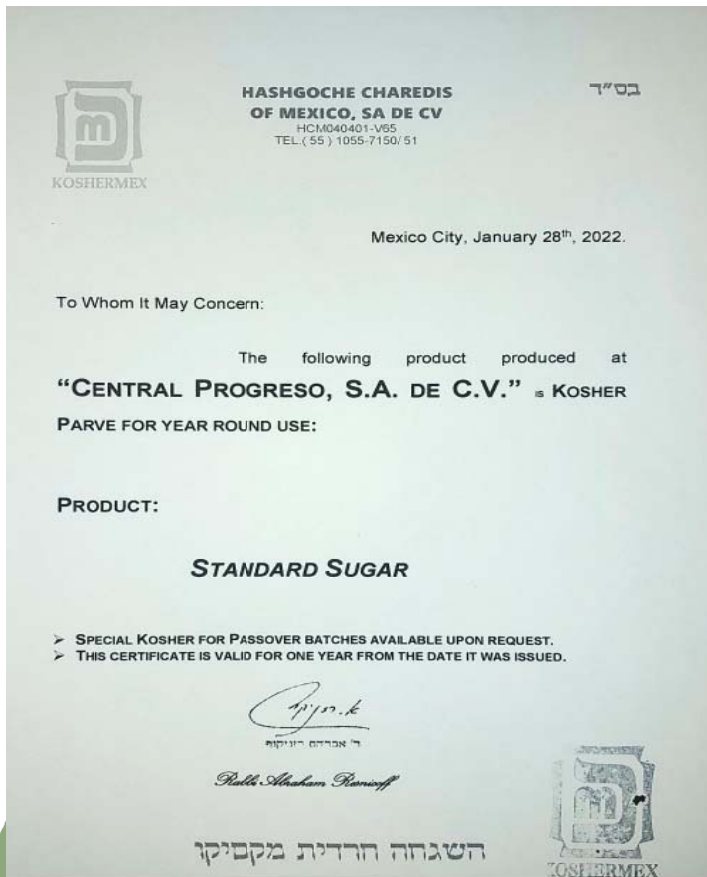 בס"ד
HASHGOCHE CHAREDIS
OF MEXICO, SA DE CV
HCM040401-V65
TEL.( 55 ) 1055-7150/ 51
KOSHERMEX
Mexico City, January 28th, 2022.
To Whom It May Concern:
The following product produced at
“CENTRAL PROGRESO, S.A. DE C.V.” IS KOSHER
PARVE FOR YEAR ROUND USE:
PRODUCT:
STANDARD SUGAR
➢ SPECIAL KOSHER FOR PASSOVER BATCHES AVAILABLE UPON REQUEST.
➢ THIS CERTIFICATE IS VALID FOR ONE YEAR FROM THE DATE IT WAS ISSUED.
ר' אברהם רזניקוף
Rabbi Abraham Resnicoff
השגחה חרדית מקסיקו
KOSHERMEX